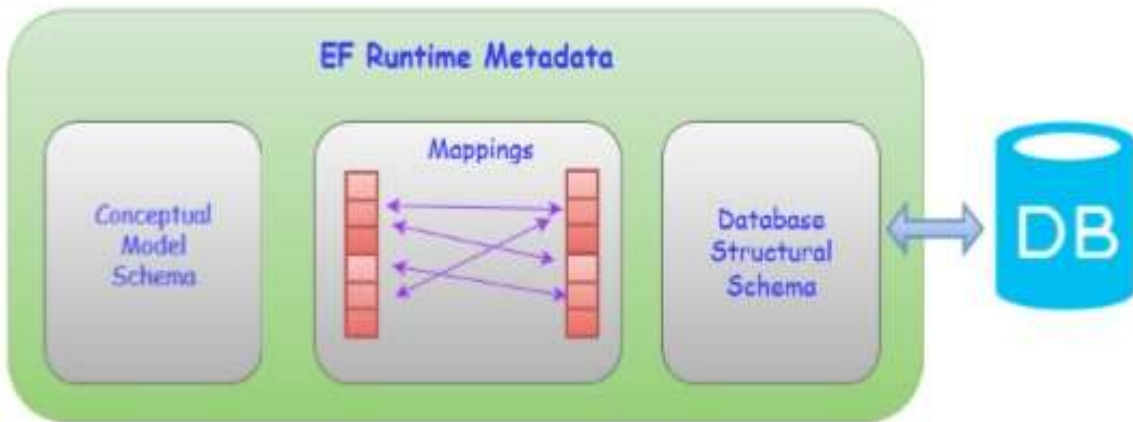 EF Runtime Metadata
Conceptual
Model
Schema
Mappings
Database
Structural
Schema
DB